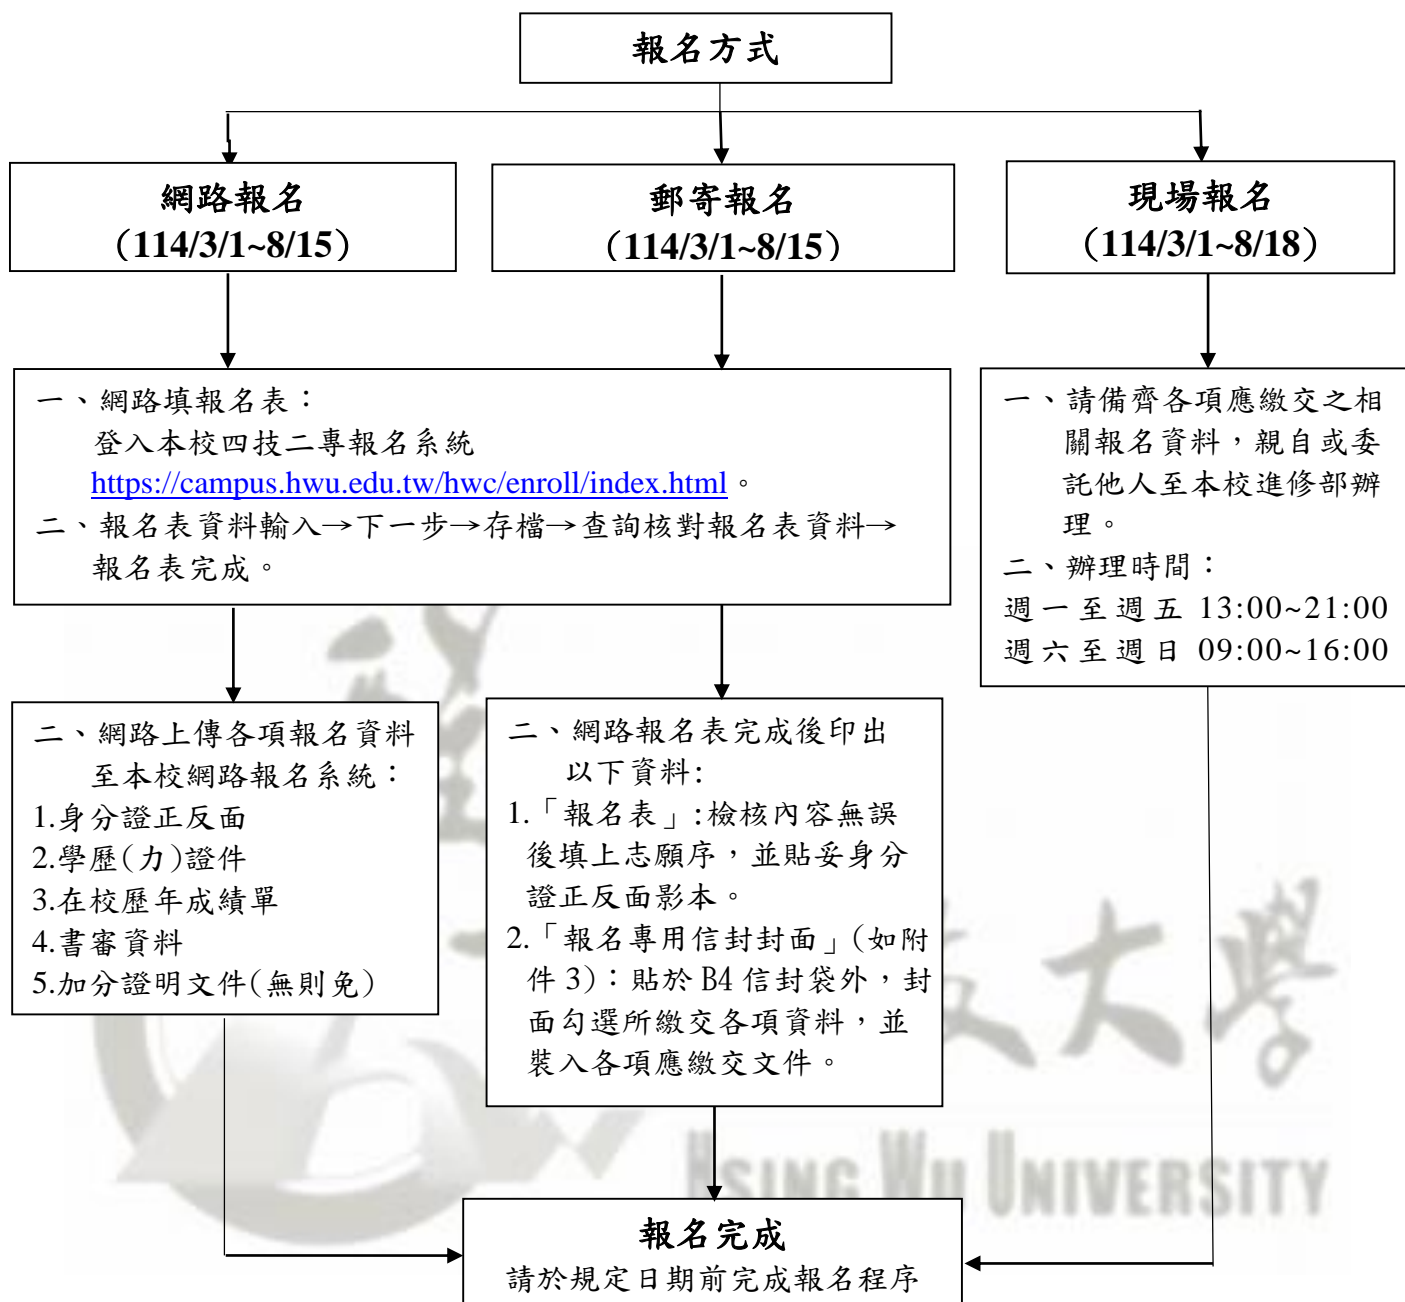 報名方式
網路報名
（114/3/1~8/15）
郵寄報名
（114/3/1~8/15）
現場報名
（114/3/1~8/18）
一、網路填報名表：
登入本校四技二專報名系統
https://campus.hwu.edu.tw/hwc/enroll/index.html。
二、報名表資料輸入→下一步→存檔→查詢核對報名表資料→
報名表完成。
一、請備齊各項應繳交之相
關報名資料，親自或委
託他人至本校進修部辦
理。
二、辦理時間：
週一至週五 13:00~21:00
週六至週日 09:00~16:00
二、網路上傳各項報名資料
至本校網路報名系統：
1.身分證正反面
2.學歷(力)證件
3.在校歷年成績單
4.書審資料
5.加分證明文件(無則免)
二、網路報名表完成後印出
以下資料:
1.「報名表」:檢核內容無誤
後填上志願序，並貼妥身分
證正反面影本。
2.「報名專用信封封面」(如附
件 3)：貼於 B4 信封袋外，封
面勾選所繳交各項資料，並
裝入各項應繳交文件。
報名完成
請於規定日期前完成報名程序
大學
HSING WU UNIVERSITY